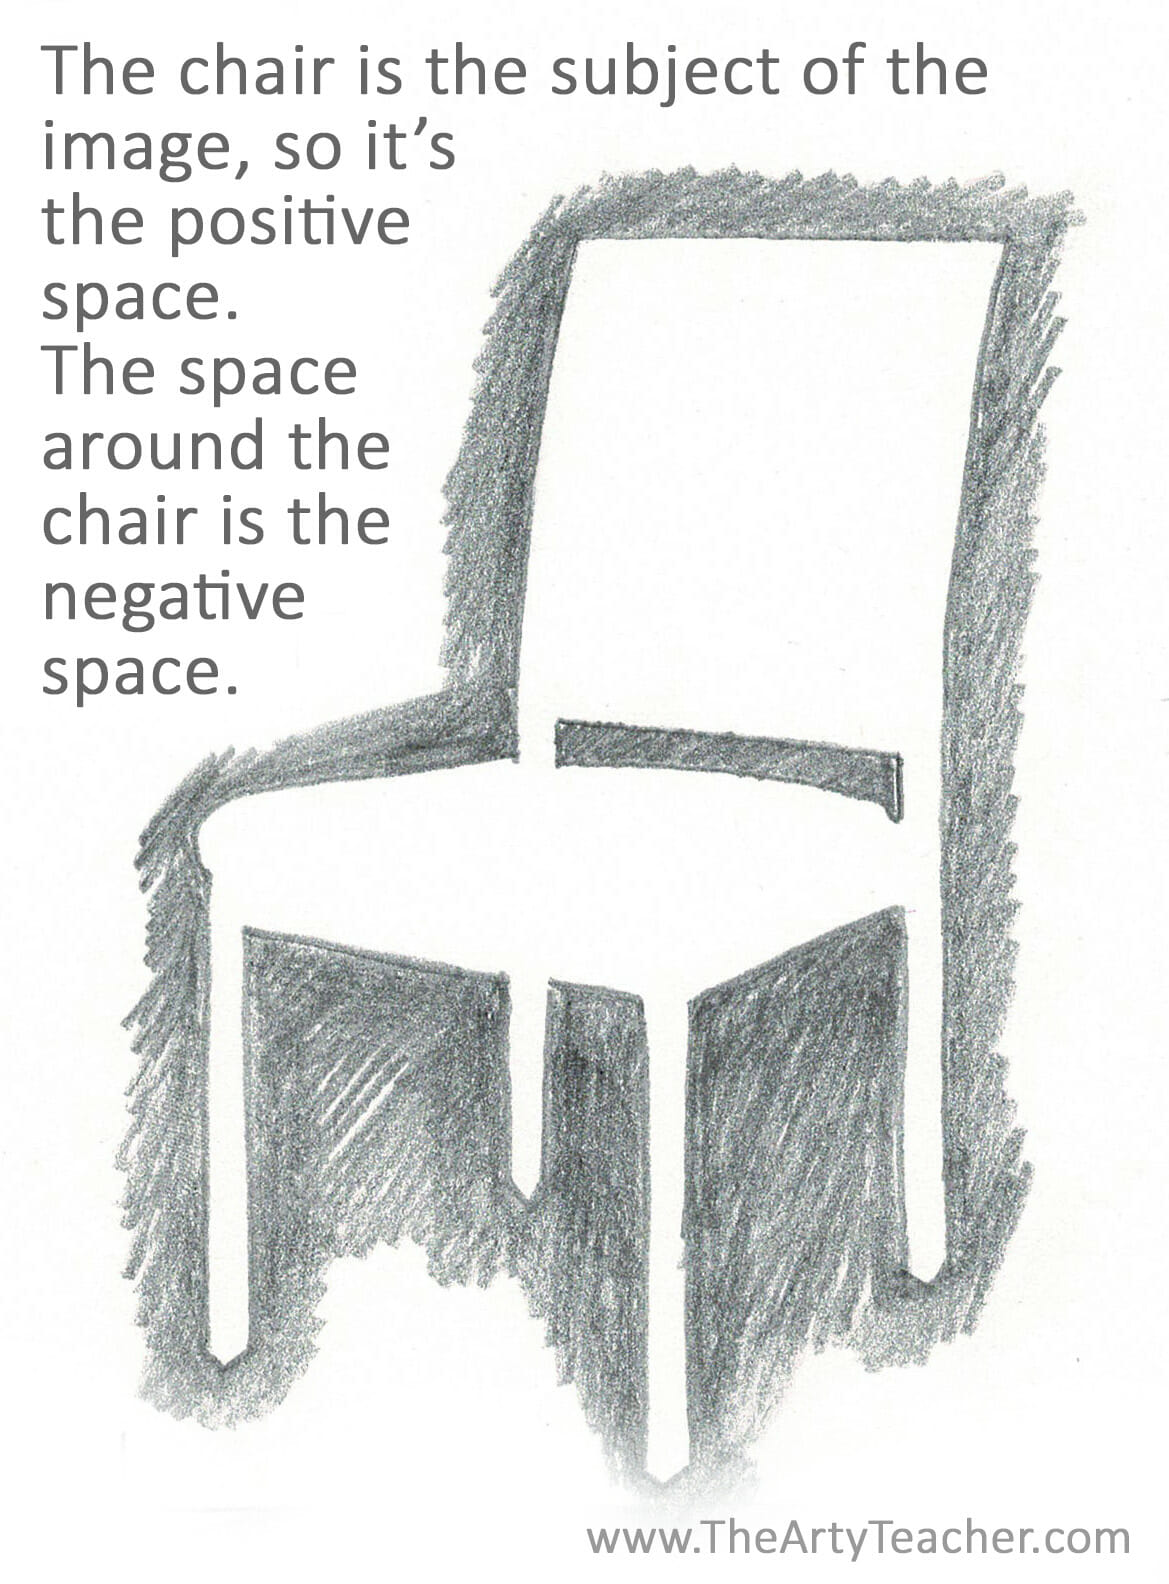 The chair is the subject of the
image, so it’s
the positive
space.
The space
around the
chair is the
negative
space.
www.TheArtyTeacher.com